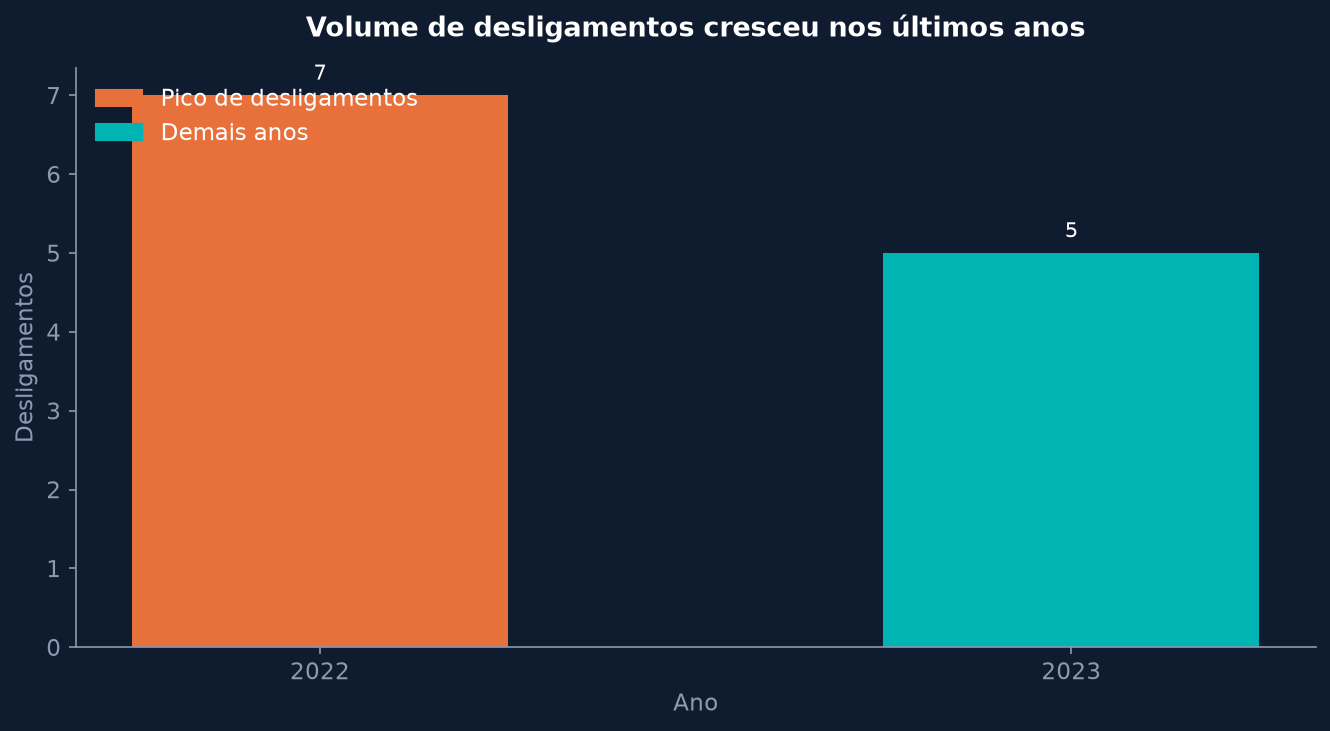 Volume de desligamentos cresceu nos últimos anos
7
Pico de desligamentos
Demais anos
5
7
6
5
4
3
2
1
0
Desligamentos
2022
2023
Ano